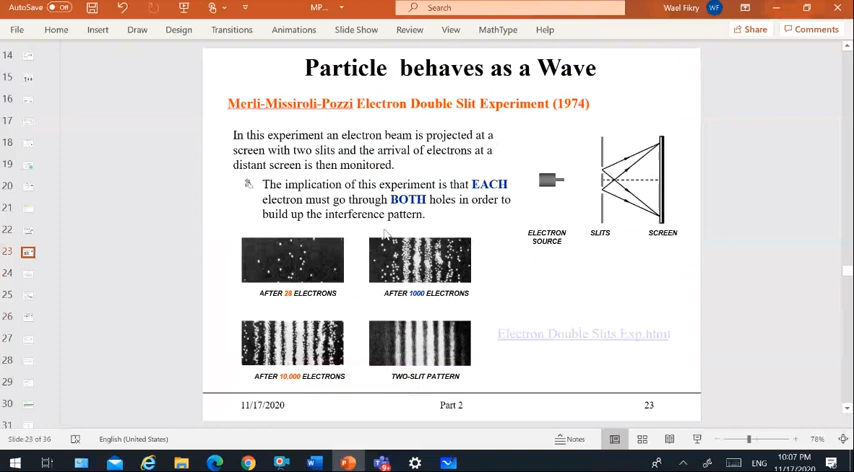 AutoSave Off MP... Search Wael Fikry WF
File Home Insert Draw Design Transitions Animations Slide Show Review View MathType Help Share Comments
Particle behaves as a Wave
Merli-Missiroli-Pozzi Electron Double Slit Experiment (1974)
In this experiment an electron beam is projected at a
screen with two slits and the arrival of electrons at a
distant screen is then monitored.
The implication of this experiment is that EACH
electron must go through BOTH holes in order to
build up the interference pattern.
ELECTRON
SOURCE
SLITS
SCREEN
AFTER 28 ELECTRONS
AFTER 1000 ELECTRONS
Electron Double Slits Exp.html
AFTER 10,000 ELECTRONS
TWO-SLIT PATTERN
11/17/2020 Part 2 23
14
15
16
17
18
19
20
21
22
23
24
25
26
27
28
29
30
31
Slide 23 of 36 English (United States) Notes 78%
ENG 10:07 PM
11/17/2020